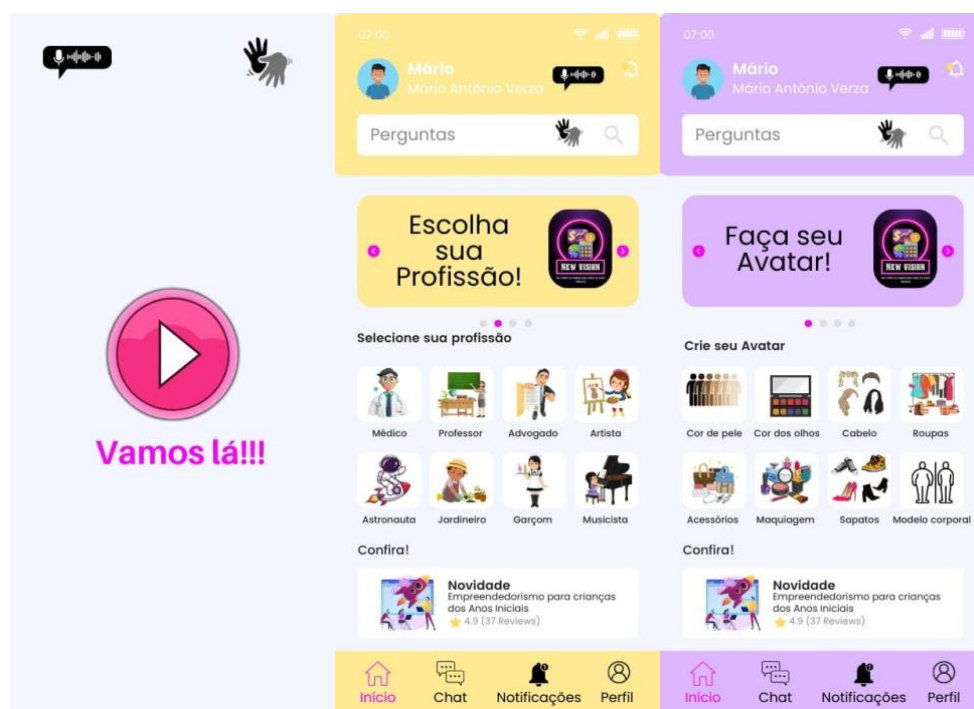 Vamos lá!!!
07:00
Mário
Mário Antônio Verza
Perguntas
Escolha
sua
Profissão!
NEW VISION
Selecione sua profissão
Médico
Professor
Advogado
Artista
Astronauta
Jardineiro
Garçom
Musicista
Confira!
Novidade
Empreendedorismo para crianças
dos Anos Iniciais
4.9 (37 Reviews)
Início
Chat
Notificações
Perfil
07:00
Mário
Mário Antônio Verza
Perguntas
Faça seu
Avatar!
NEW VISION
Crie seu Avatar
Cor de pele
Cor dos olhos
Cabelo
Roupas
Acessórios
Maquiagem
Sapatos
Modelo corporal
Confira!
Novidade
Empreendedorismo para crianças
dos Anos Iniciais
4.9 (37 Reviews)
Início
Chat
Notificações
Perfil